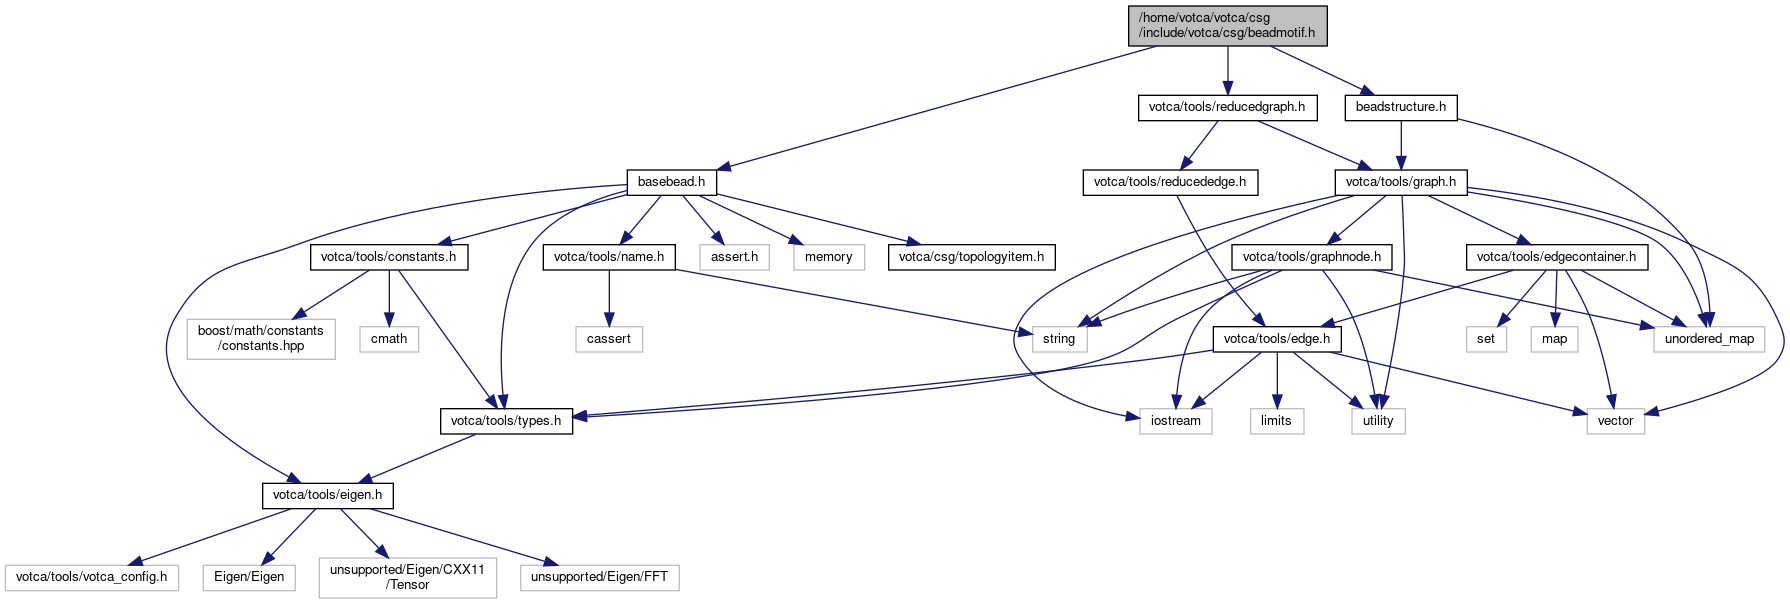 /home/votca/votca/csg
/include/votca/csg/beadmotif.h
votca/tools/reducedgraph.h
beadstructure.h
basebead.h
votca/tools/reducededge.h
votca/tools/graph.h
votca/tools/constants.h
votca/tools/name.h
assert.h
memory
votca/csg/topologyitem.h
votca/tools/graphnode.h
votca/tools/edgecontainer.h
boost/math/constants
/constants.hpp
cmath
cassert
string
votca/tools/edge.h
set
map
unordered_map
votca/tools/types.h
iostream
limits
utility
vector
votca/tools/eigen.h
votca/tools/votca_config.h
Eigen/Eigen
unsupported/Eigen/CXX11
/Tensor
unsupported/Eigen/FFT